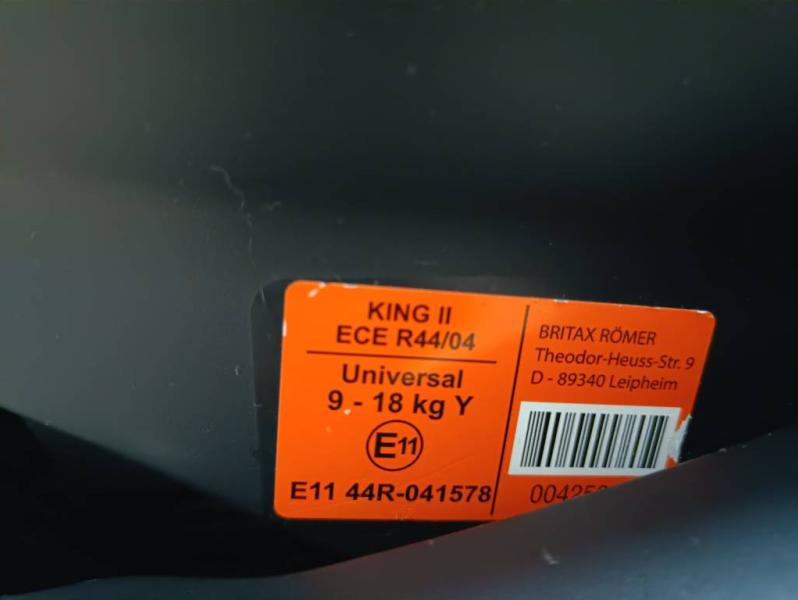 KING II
ECE R44/04
Universal
9 - 18 kg Y
E11
E11 44R-041578
BRITAX RÖMER
Theodor-Heuss-Str. 9
D - 89340 Leipheim